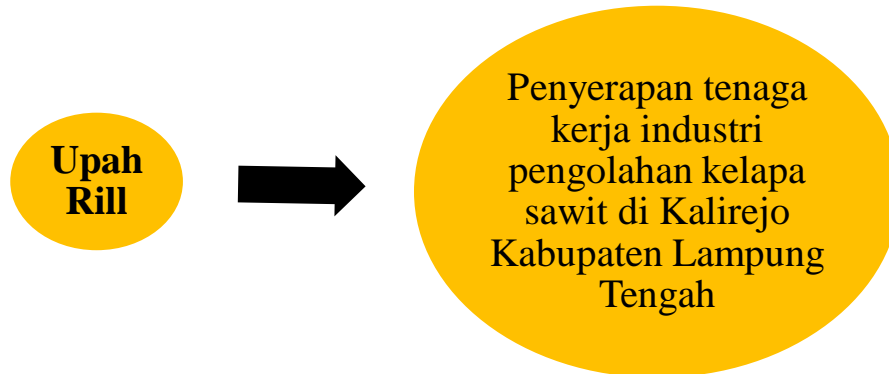 Upah
Rill
Penyerapan tenaga
kerja industri
pengolahan kelapa
sawit di Kalirejo
Kabupaten Lampung
Tengah